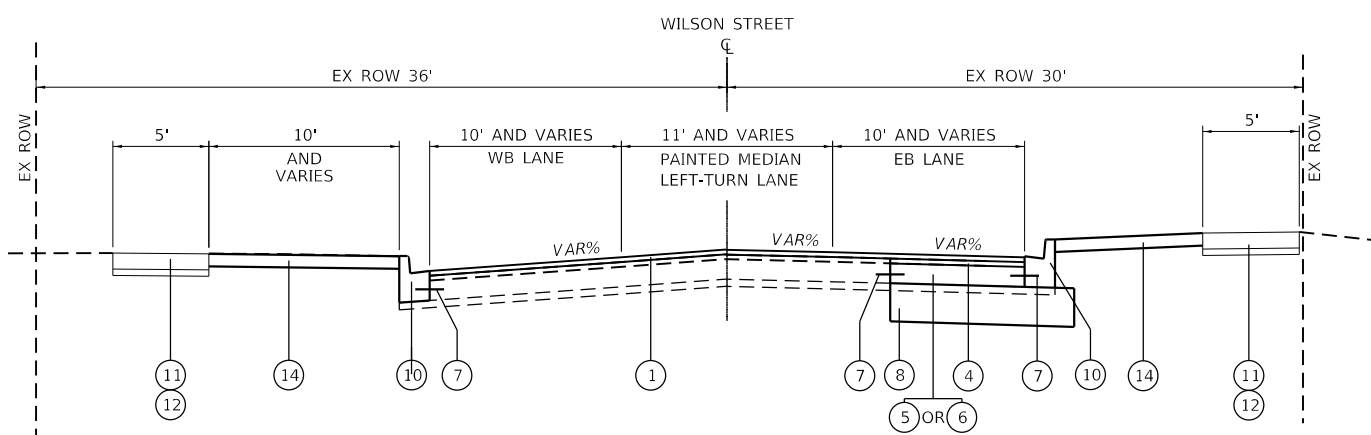 WILSON STREET
℄
EX ROW 36'
EX ROW 30'
EX ROW
EX ROW
5'
10'
AND
VARIES
10' AND VARIES
WB LANE
11' AND VARIES
PAINTED MEDIAN
LEFT-TURN LANE
10' AND VARIES
EB LANE
5'
VAR%
VAR%
VAR%
11
12
14
10
7
1
7
8
5 OR 6
4
7
10
14
11
12